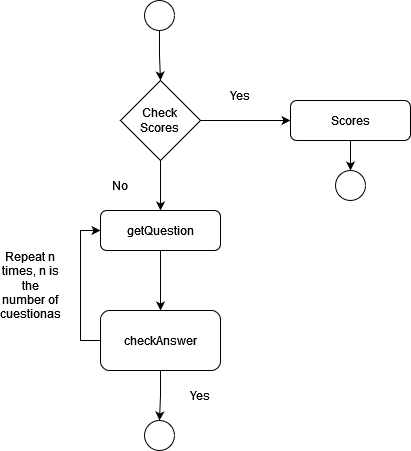 Check
Scores
Yes
Scores
No
getQuestion
Repeat n
times, n is
the
number of
cuestionas
checkAnswer
Yes